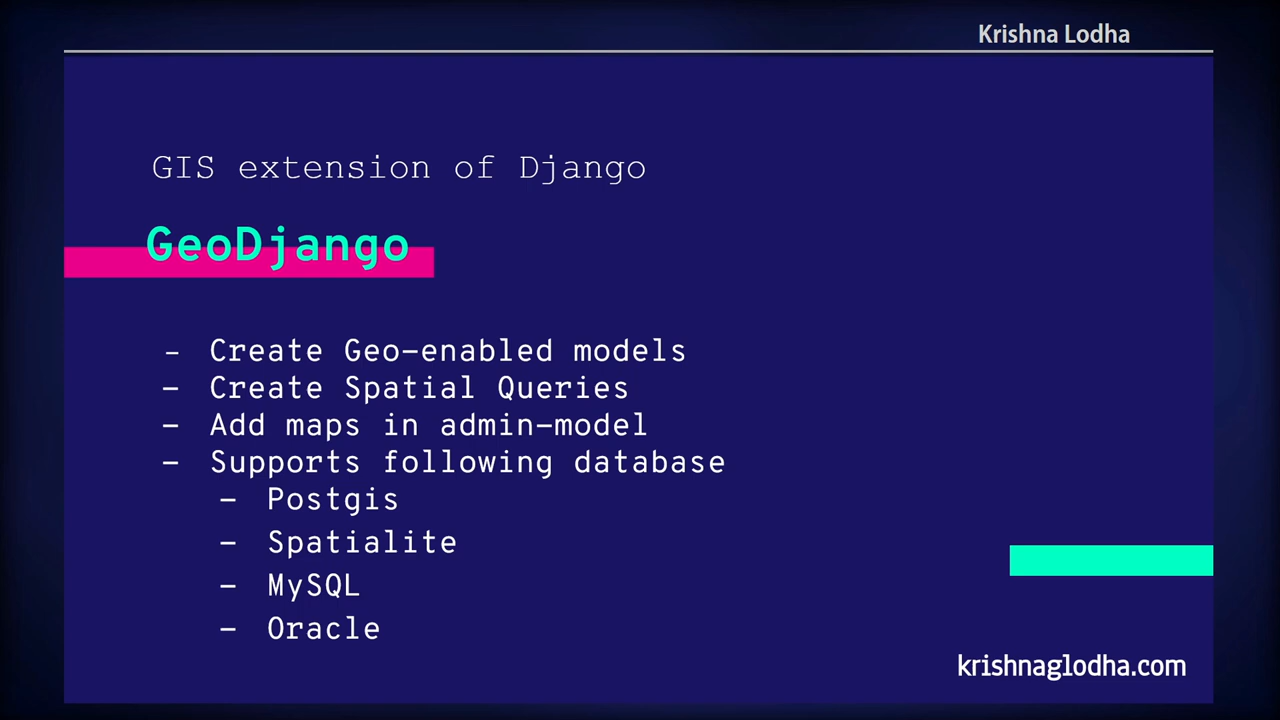 Krishna Lodha
GIS extension of Django
GeoDjango
- Create Geo-enabled models
- Create Spatial Queries
- Add maps in admin-model
- Supports following database
- Postgis
- Spatialite
- MySQL
- Oracle
krishnaglodha.com